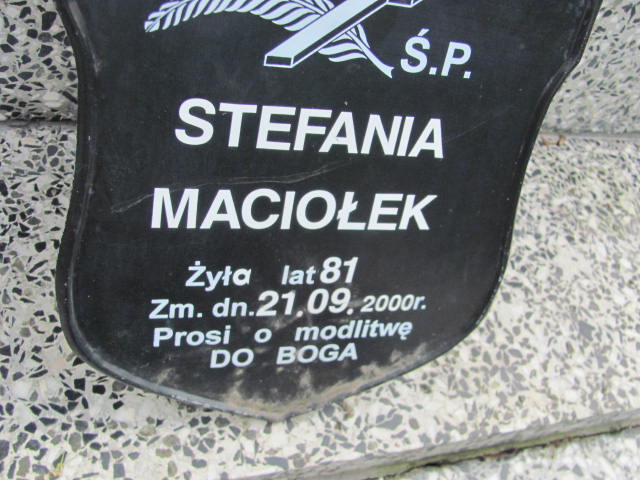 Ś.P.
STEFANIA
MACIOŁEK
Żyła lat 81
Zm. dn. 21.09. 2000r.
Prosi o modlitwę
DO BOGA